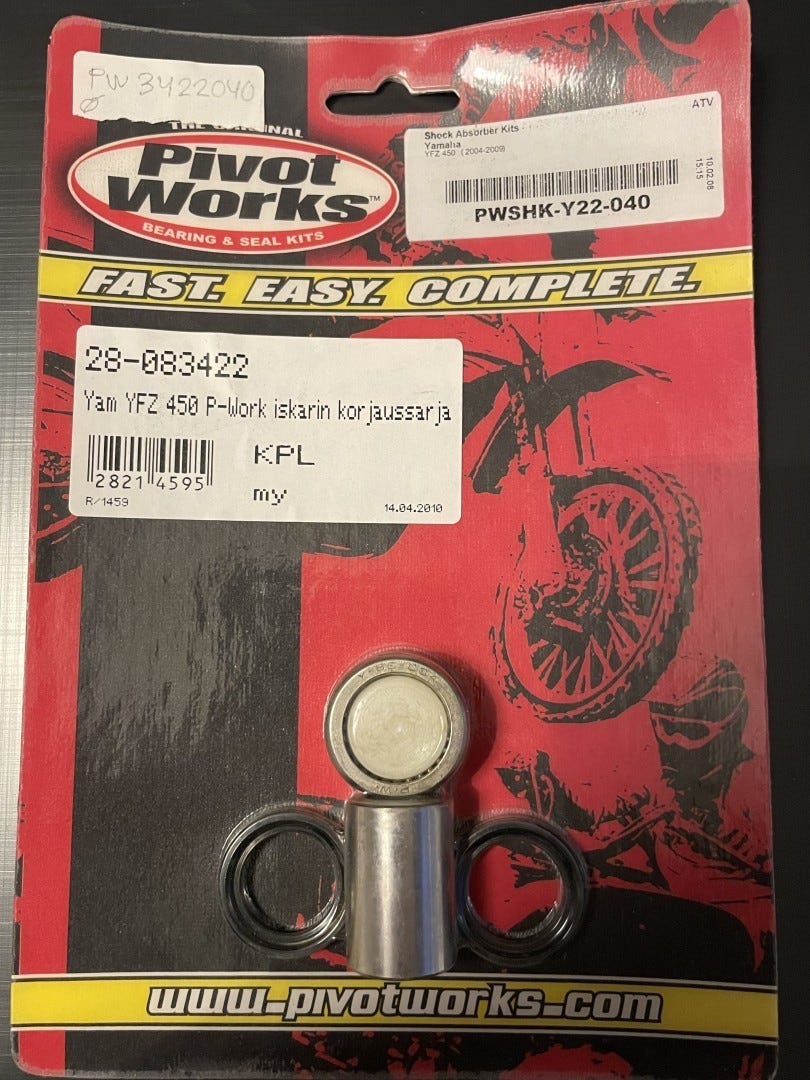 PW 3422040
THE ORIGINAL
Pivot
Works™
BEARING & SEAL KITS
ATV
Shock Absorber Kits
Yamaha
YFZ 450 (2004-2009)
10.02.08
15:15
PWSHK-Y22-040
FAST. EASY. COMPLETE.
28-083422
Yam YFZ 450 P-Work iskarin korjaussarja
KPL
2821 4595
my
R/1459
14.04.2010
www.pivotworks.com